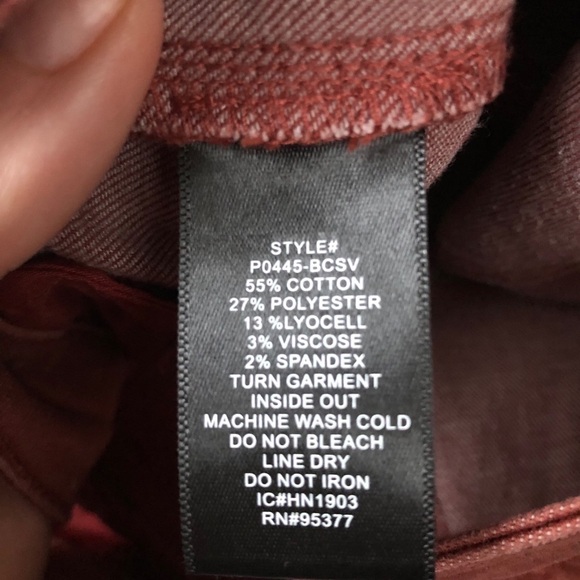 STYLE#
P0445-BCSV
55% COTTON
27% POLYESTER
13 %LYOCELL
3% VISCOSE
2% SPANDEX
TURN GARMENT
INSIDE OUT
MACHINE WASH COLD
DO NOT BLEACH
LINE DRY
DO NOT IRON
IC#HN1903
RN#95377